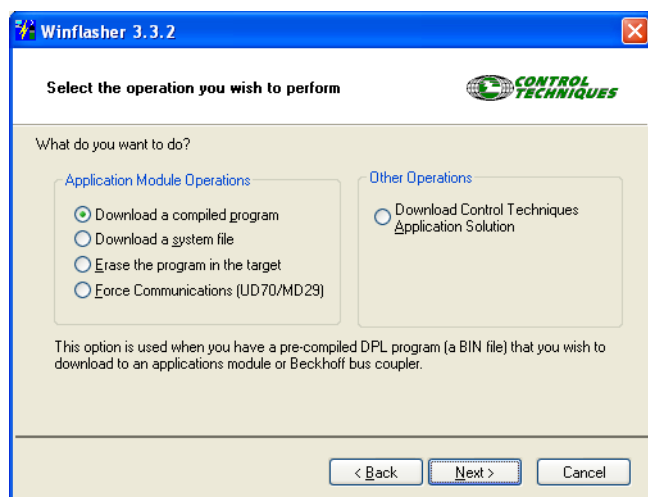 Winflasher 3.3.2
Select the operation you wish to perform
CONTROL
TECHNIQUES
What do you want to do?
Application Module Operations
Download a compiled program
Download a system file
Erase the program in the target
Force Communications (UD70/MD29)
Other Operations
Download Control Techniques
Application Solution
This option is used when you have a pre-compiled DPL program (a BIN file) that you wish to
download to an applications module or Beckhoff bus coupler.
< Back
Next >
Cancel